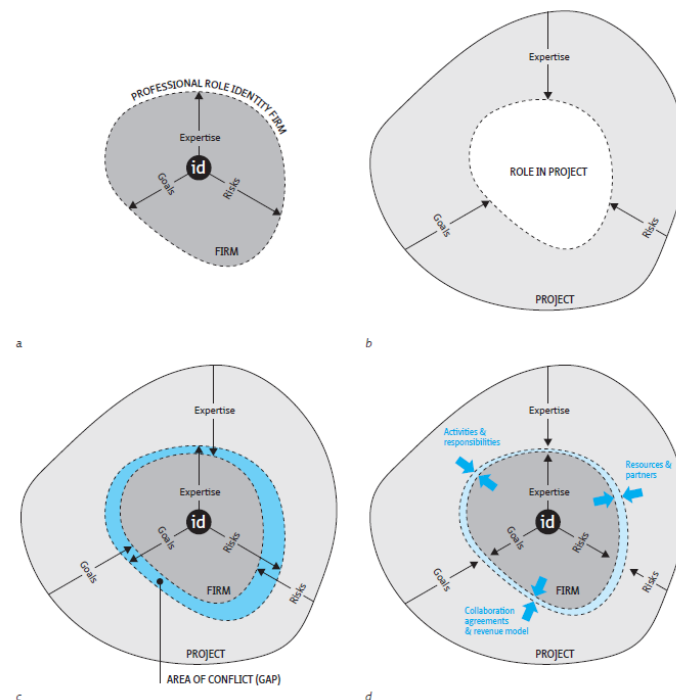 PROFESSIONAL ROLE IDENTITY FIRM
Expertise
id
Goals
Risks
FIRM
a
Expertise
ROLE IN PROJECT
Goals
Risks
PROJECT
b
Expertise
Expertise
id
Goals
Risks
Goals
FIRM
Risks
PROJECT
AREA OF CONFLICT (GAP)
c
Expertise
Activities &
responsibilities
Resources &
partners
Expertise
id
Goals
Risks
Goals
FIRM
Risks
Collaboration
agreements
& revenue model
PROJECT
d